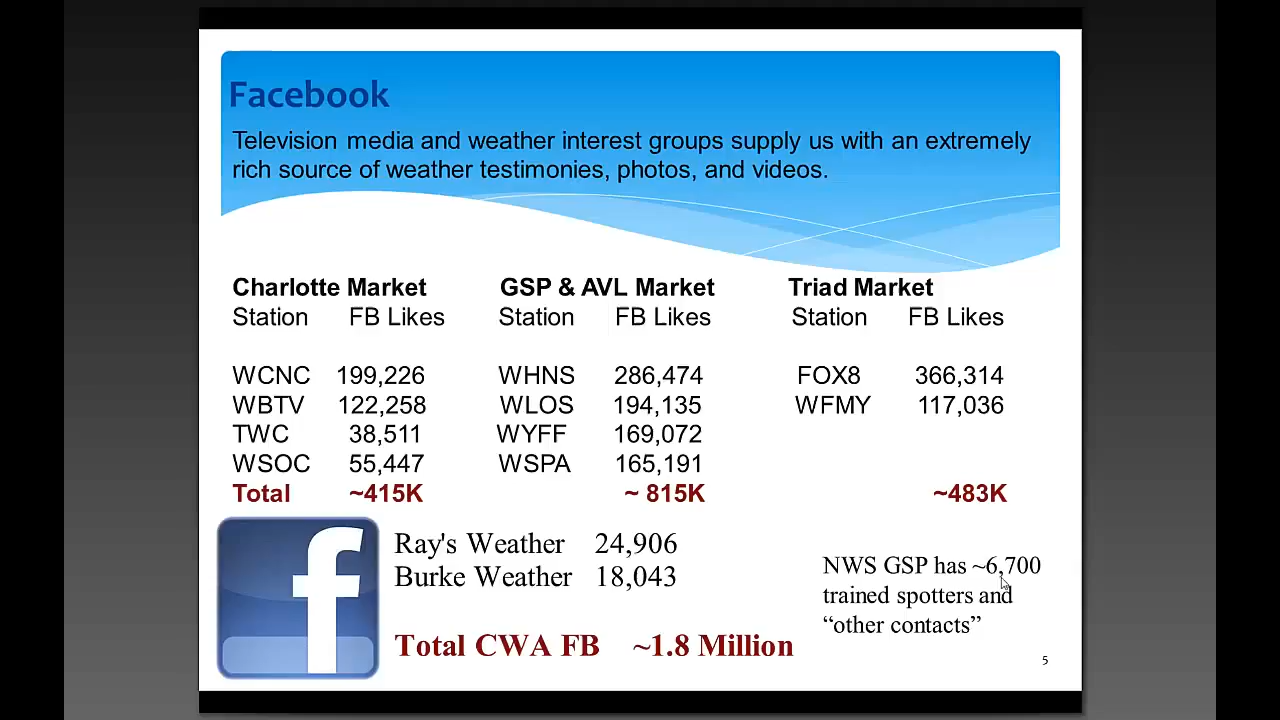 Facebook
Television media and weather interest groups supply us with an extremely
rich source of weather testimonies, photos, and videos.
Charlotte Market GSP & AVL Market Triad Market
Station FB Likes Station FB Likes Station FB Likes
WCNC 199,226 WHNS 286,474 FOX8 366,314
WBTV 122,258 WLOS 194,135 WFMY 117,036
TWC 38,511 WYFF 169,072
WSOC 55,447 WSPA 165,191
Total ~415K ~ 815K ~483K
f
Ray's Weather 24,906
Burke Weather 18,043
Total CWA FB ~1.8 Million
NWS GSP has ~6,700
trained spotters and
“other contacts”
5